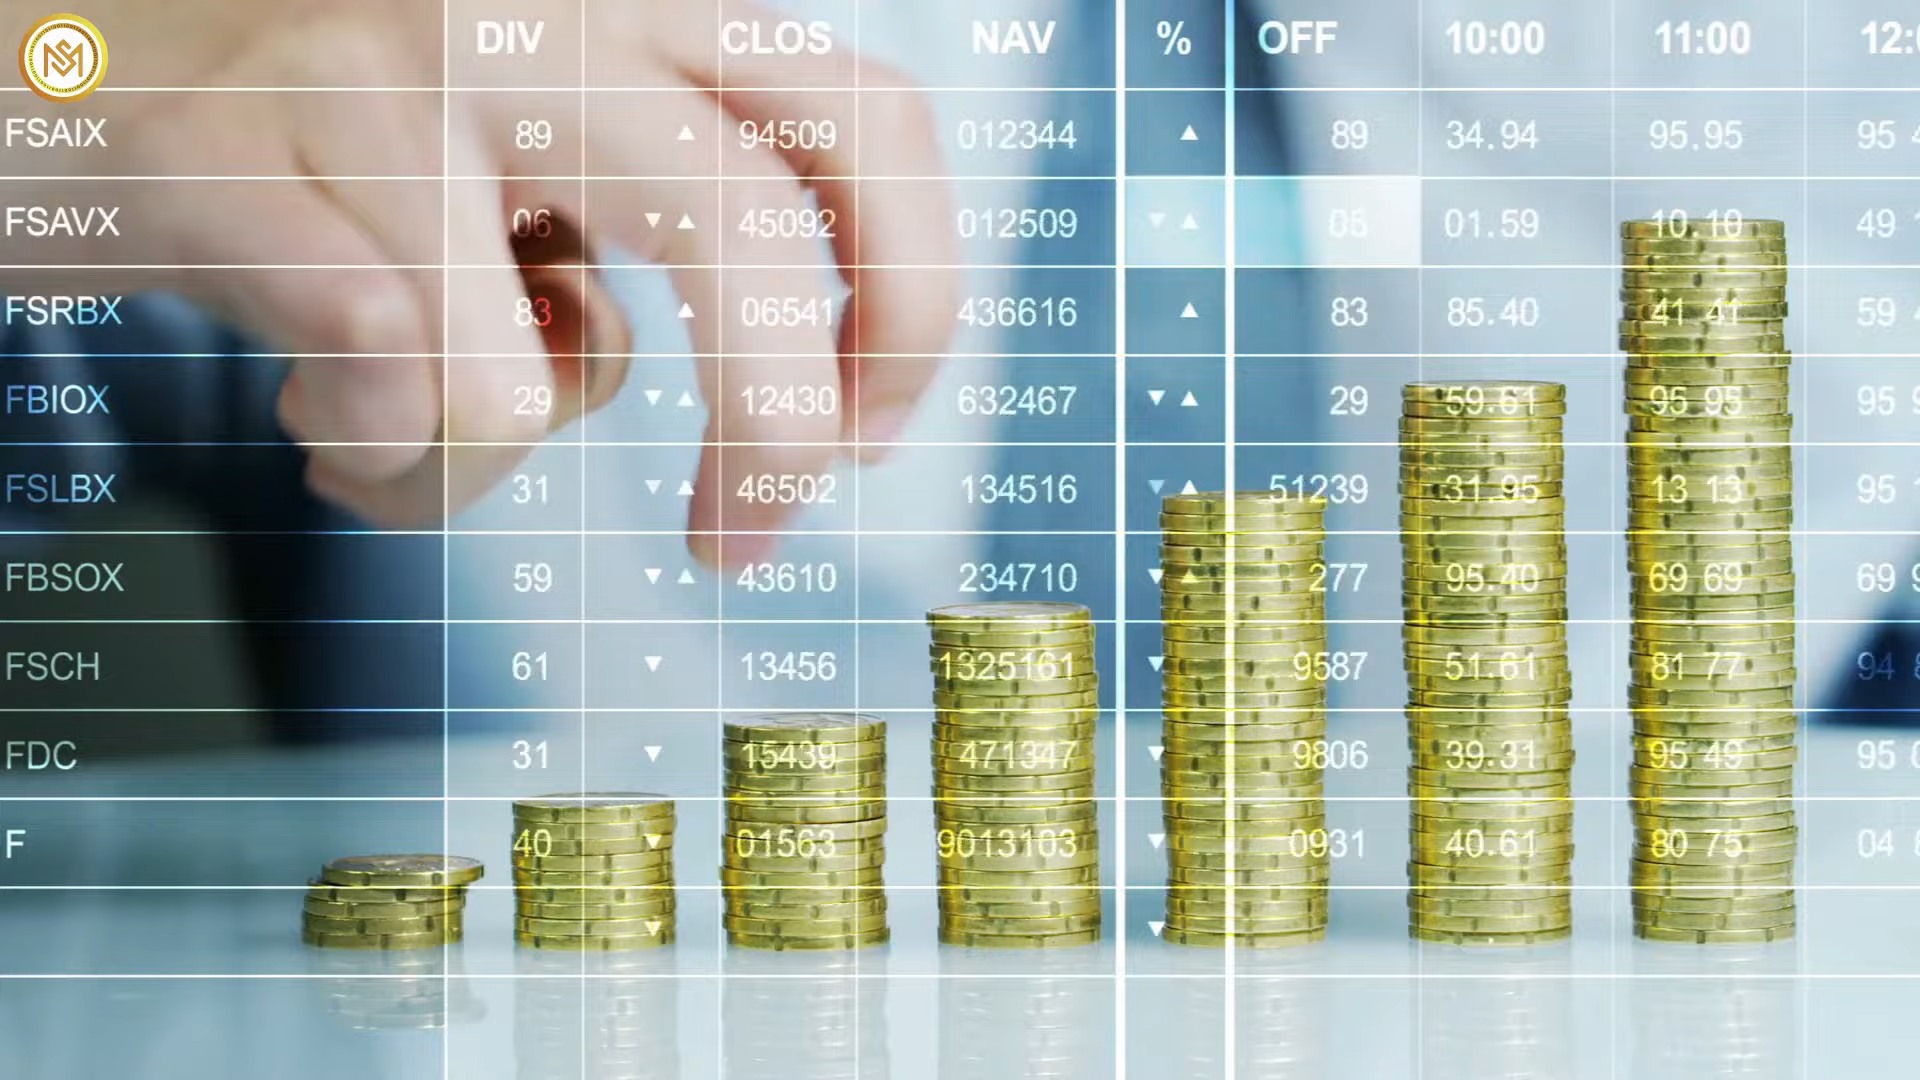 DIV CLOS NAV % OFF 10:00 11:00
FSAIX 89 ▲ 94509 012344 ▲ 89 34.94 95.95 95
FSAVX 06 ▼ ▲ 45092 012509 ▼ ▲ 05 01.59 10.10 49
FSRBX 83 ▲ 06541 436616 ▲ 83 85.40 41 41 59
FBIOX 29 ▼ ▲ 12430 632467 ▼ ▲ 29 59.61 95 95 95
FSLBX 31 ▼ ▲ 46502 134516 ▼ ▲ 51239 31.95 13 13 95
FBSOX 59 ▼ ▲ 43610 234710 ▼ ▲ 277 95.40 69 69 69
FSCH 61 ▼ 13456 1325161 ▼ 9587 51.61 81 77 94
FDC 31 ▼ 15439 471347 ▼ 9806 39.31 95 49 95
F 40 ▼ 01563 9013103 ▼ 0931 40.61 80 75 04
▼ ▼